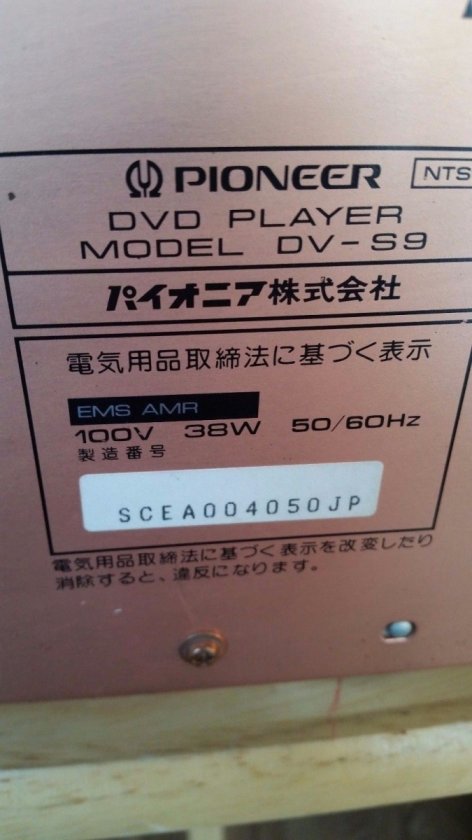 PIONEER
NTS
DVD PLAYER
MODEL DV-S9
パイオニア株式会社
電気用品取締法に基づく表示
EMS AMR
100V 38W 50/60Hz
製造番号
SCEA004050JP
電気用品取締法に基づく表示を改変したり
消除すると、違反になります。